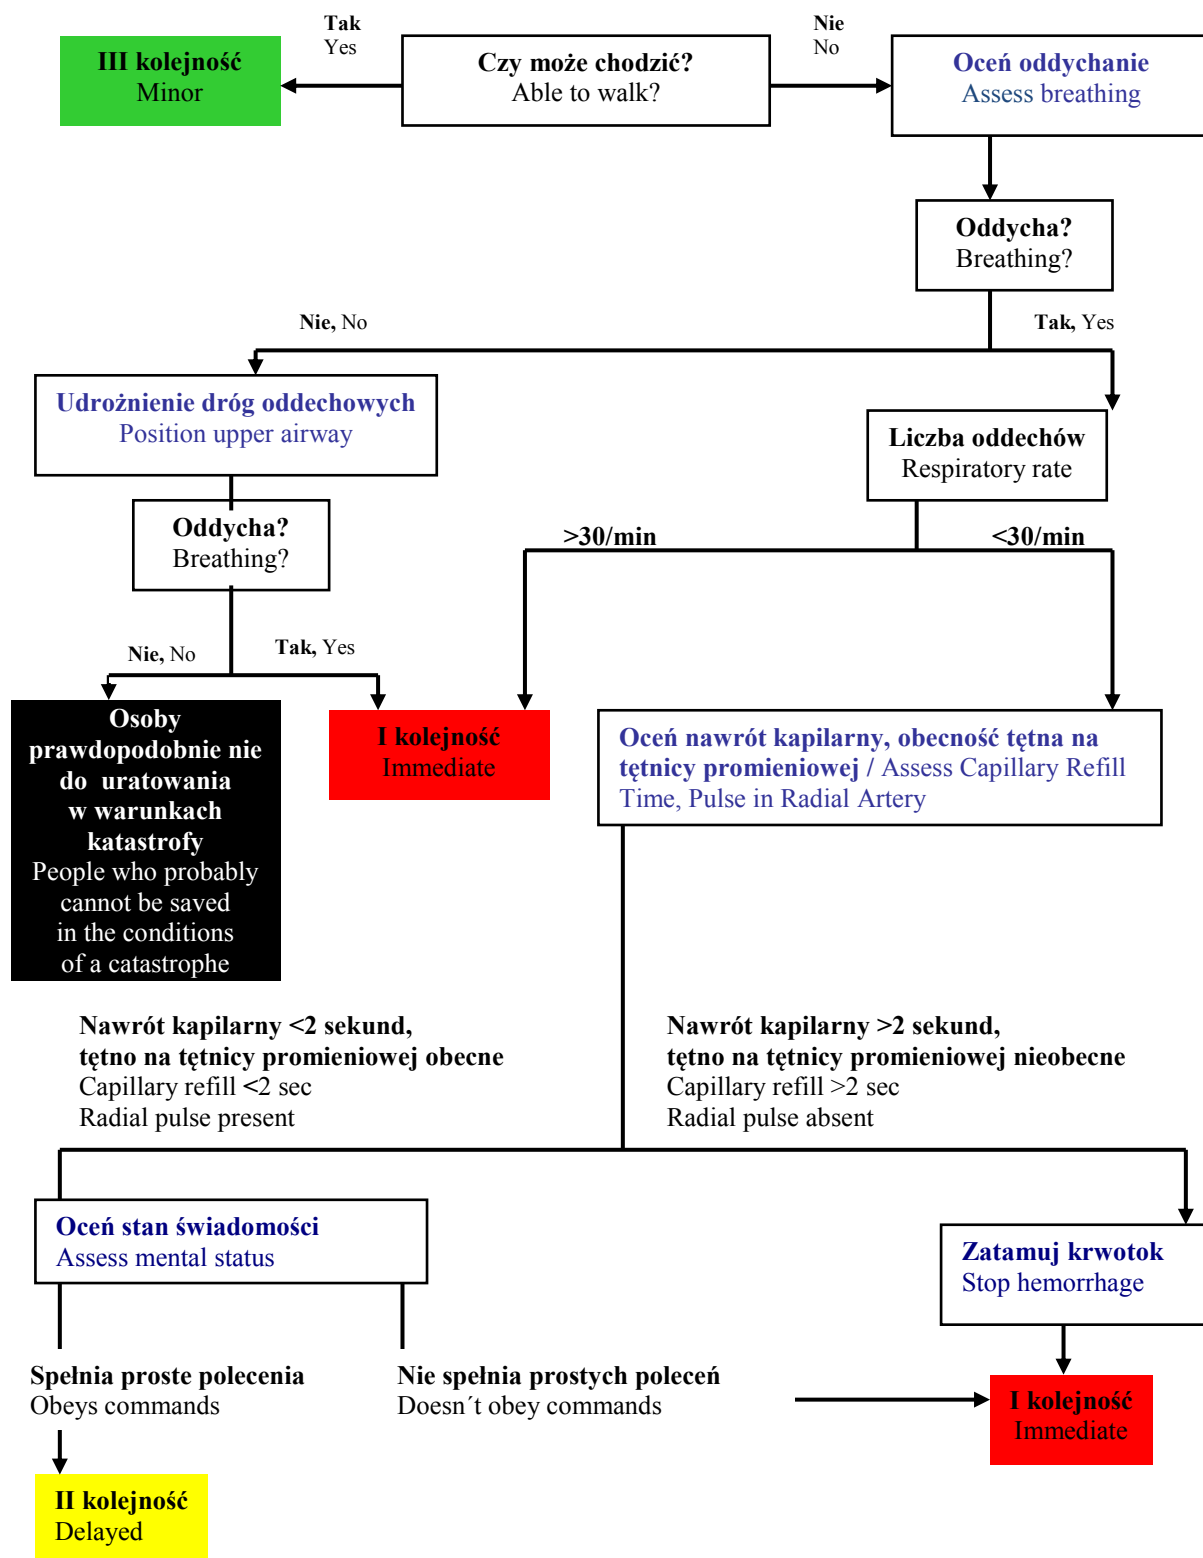 Tak
Yes
Nie
No
III kolejność
Minor
Czy może chodzić?
Able to walk?
Oceń oddychanie
Assess breathing
Oddycha?
Breathing?
Nie, No
Tak, Yes
Udrożnienie dróg oddechowych
Position upper airway
Liczba oddechów
Respiratory rate
Oddycha?
Breathing?
>30/min
<30/min
Nie, No
Tak, Yes
Osoby
prawdopodobnie nie
do uratowania
w warunkach
katastrofy
People who probably
cannot be saved
in the conditions
of a catastrophe
I kolejność
Immediate
Oceń nawrót kapilarny, obecność tętna na
tętnicy promieniowej / Assess Capillary Refill
Time, Pulse in Radial Artery
Nawrót kapilarny <2 sekund,
tętno na tętnicy promieniowej obecne
Capillary refill <2 sec
Radial pulse present
Nawrót kapilarny >2 sekund,
tętno na tętnicy promieniowej nieobecne
Capillary refill >2 sec
Radial pulse absent
Oceń stan świadomości
Assess mental status
Zatamuj krwotok
Stop hemorrhage
Spełnia proste polecenia
Obeys commands
Nie spełnia prostych poleceń
Doesn´t obey commands
I kolejność
Immediate
II kolejność
Delayed